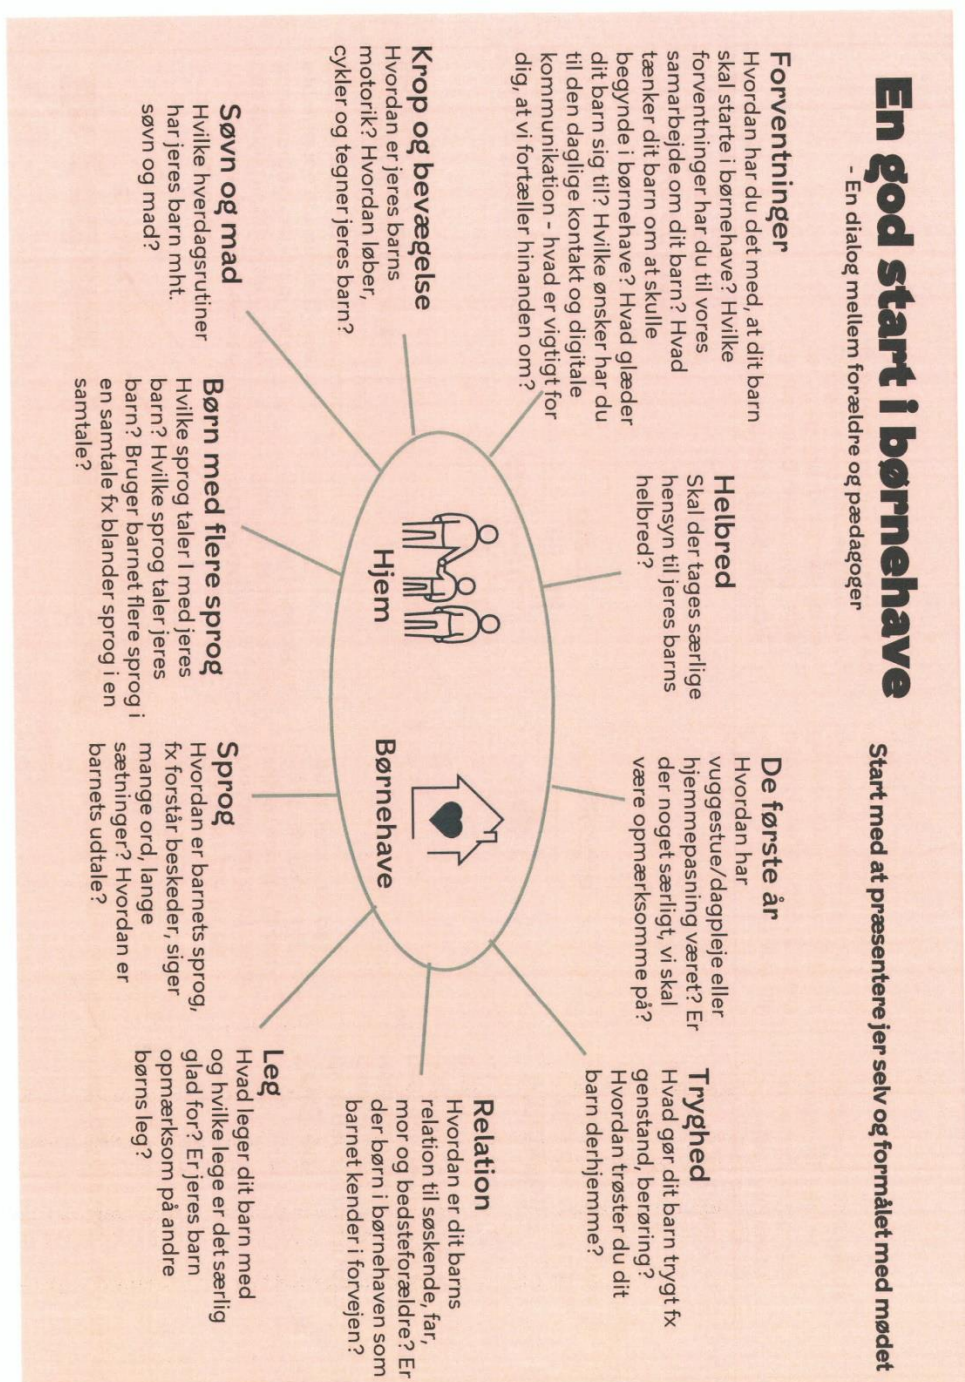 En god start i børnehave
- En dialog mellem forældre og pædagoger
Start med at præsentere jer selv og formålet med mødet
Forventninger
Hvordan har du det med, at dit barn
skal starte i børnehave? Hvilke
forventninger har du til vores
samarbejde om dit barn? Hvad
tænker dit barn om at skulle
begynde i børnehave? Hvad glæder
dit barn sig til? Hvilke ønsker har du
til den daglige kontakt og digitale
kommunikation - hvad er vigtigt for
dig, at vi fortæller hinanden om?
Helbred
Skal der tages særlige
hensyn til jeres barns
helbred?
De første år
Hvordan har
vuggestue/dagpleje eller
hjemmepasning været? Er
der noget særligt, vi skal
være opmærksomme på?
Tryghed
Hvad gør dit barn trygt fx
genstand, berøring?
Hvordan trøster du dit
barn derhjemme?
Krop og bevægelse
Hvordan er jeres barns
motorik? Hvordan løber,
cykler og tegner jeres barn?
Hjem
Børnehave
Relation
Hvordan er dit barns
relation til søskende, far,
mor og bedsteforældre? Er
der børn i børnehaven som
barnet kender i forvejen?
Søvn og mad
Hvilke hverdagsrutiner
har jeres barn mht.
søvn og mad?
Børn med flere sprog
Hvilke sprog taler I med jeres
barn? Hvilke sprog taler jeres
barn? Bruger barnet flere sprog i
en samtale fx blander sprog i en
samtale?
Sprog
Hvordan er barnets sprog,
fx forstår beskeder, siger
mange ord, lange
sætninger? Hvordan er
barnets udtale?
Leg
Hvad leger dit barn med
og hvilke lege er det særlig
glad for? Er jeres barn
opmærksom på andre
børns leg?